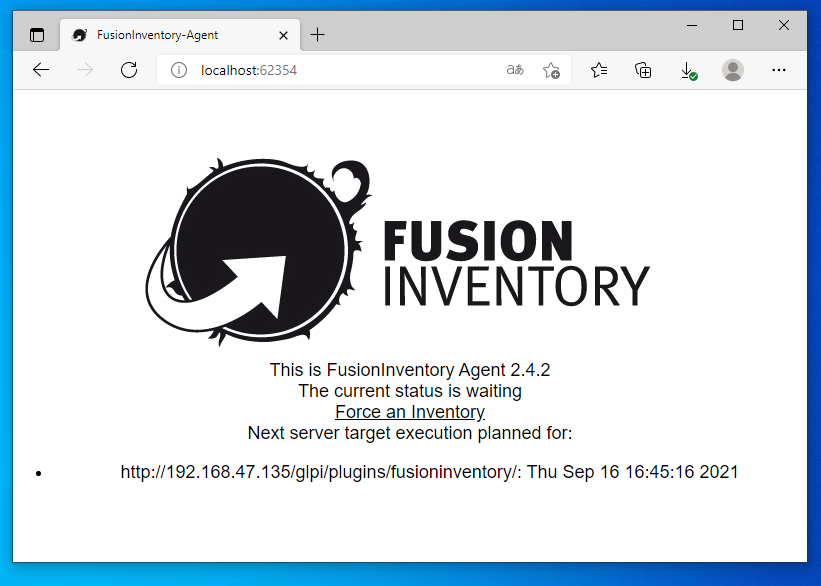 FusionInventory-Agent
localhost:62354
aあ
FUSION
INVENTORY
This is FusionInventory Agent 2.4.2
The current status is waiting
Force an Inventory
Next server target execution planned for:
http://192.168.47.135/glpi/plugins/fusioninventory/: Thu Sep 16 16:45:16 2021